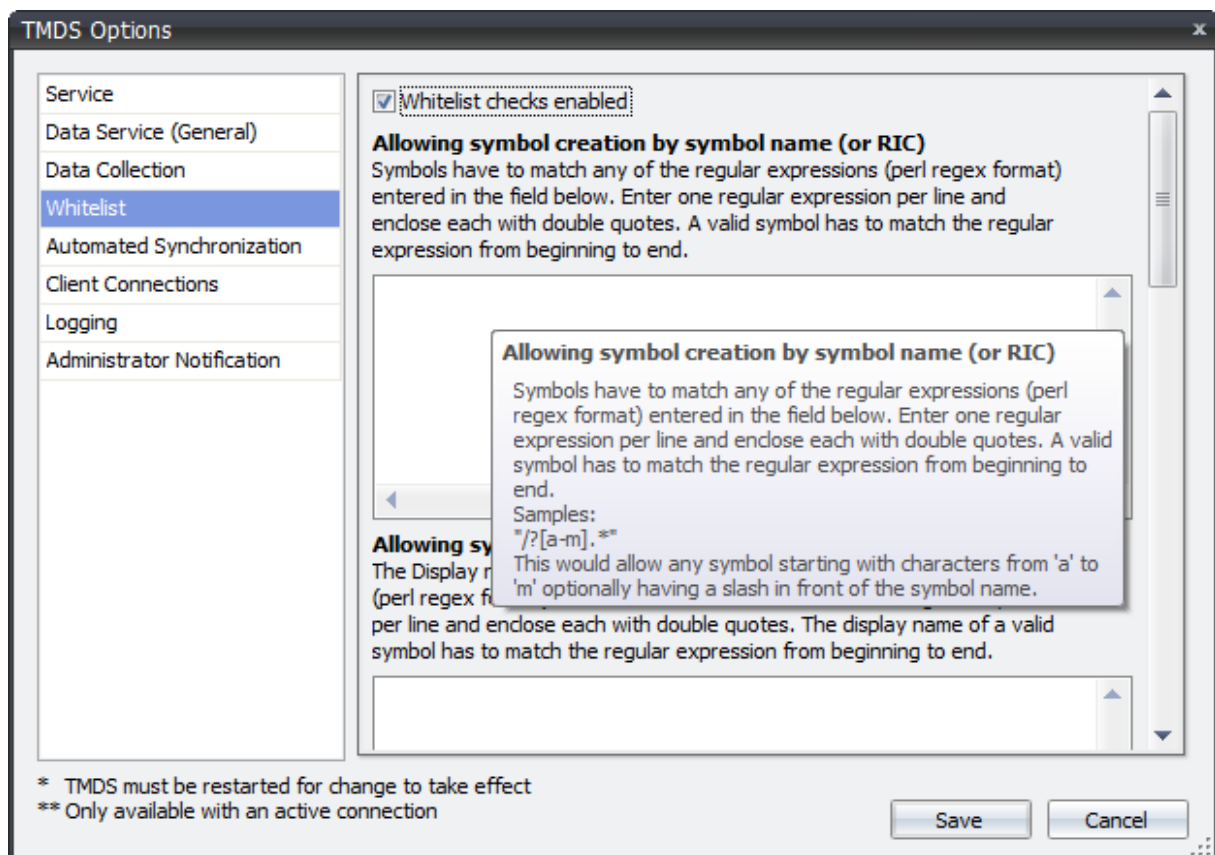 TMDS Options
x
Service
Data Service (General)
Data Collection
Whitelist
Automated Synchronization
Client Connections
Logging
Administrator Notification
Whitelist checks enabled
Allowing symbol creation by symbol name (or RIC)
Symbols have to match any of the regular expressions (perl regex format)
entered in the field below. Enter one regular expression per line and
enclose each with double quotes. A valid symbol has to match the regular
expression from beginning to end.
Allowing symbol creation by symbol name (or RIC)
Symbols have to match any of the regular expressions (perl
regex format) entered in the field below. Enter one regular
expression per line and enclose each with double quotes. A valid
symbol has to match the regular expression from beginning to
end.
Samples:
"/?[a-m].*"
This would allow any symbol starting with characters from 'a' to
'm' optionally having a slash in front of the symbol name.
Allowing
The Display
(perl regex
per line and enclose each with double quotes. The display name of a valid
symbol has to match the regular expression from beginning to end.
* TMDS must be restarted for change to take effect
** Only available with an active connection
Save
Cancel